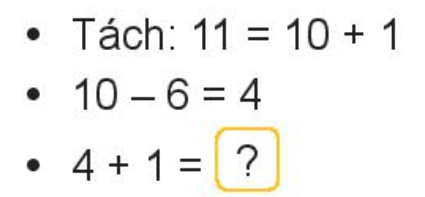 • Tách: 11 = 10 + 1
• 10 – 6 = 4
• 4 + 1 = ?